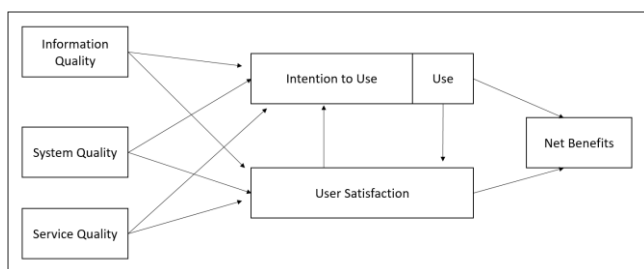 Information
Quality
Intention to Use
Use
System Quality
Net Benefits
User Satisfaction
Service Quality